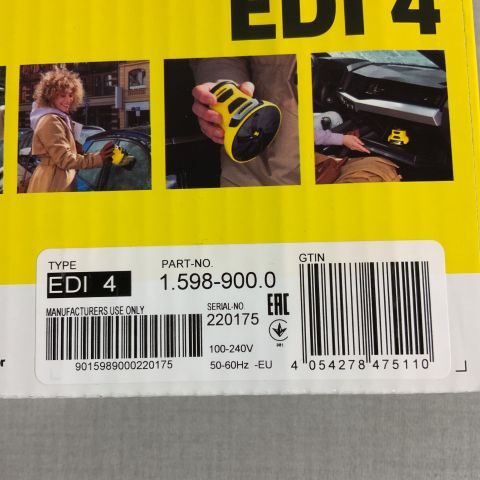 EDI 4
TYPE
EDI 4
PART-NO.
1.598-900.0
GTIN
MANUFACTURERS USE ONLY
SERIAL-NO.
220175
EAC
100-240V
50-60Hz -EU
9015989000220175
4 054278 475110
or